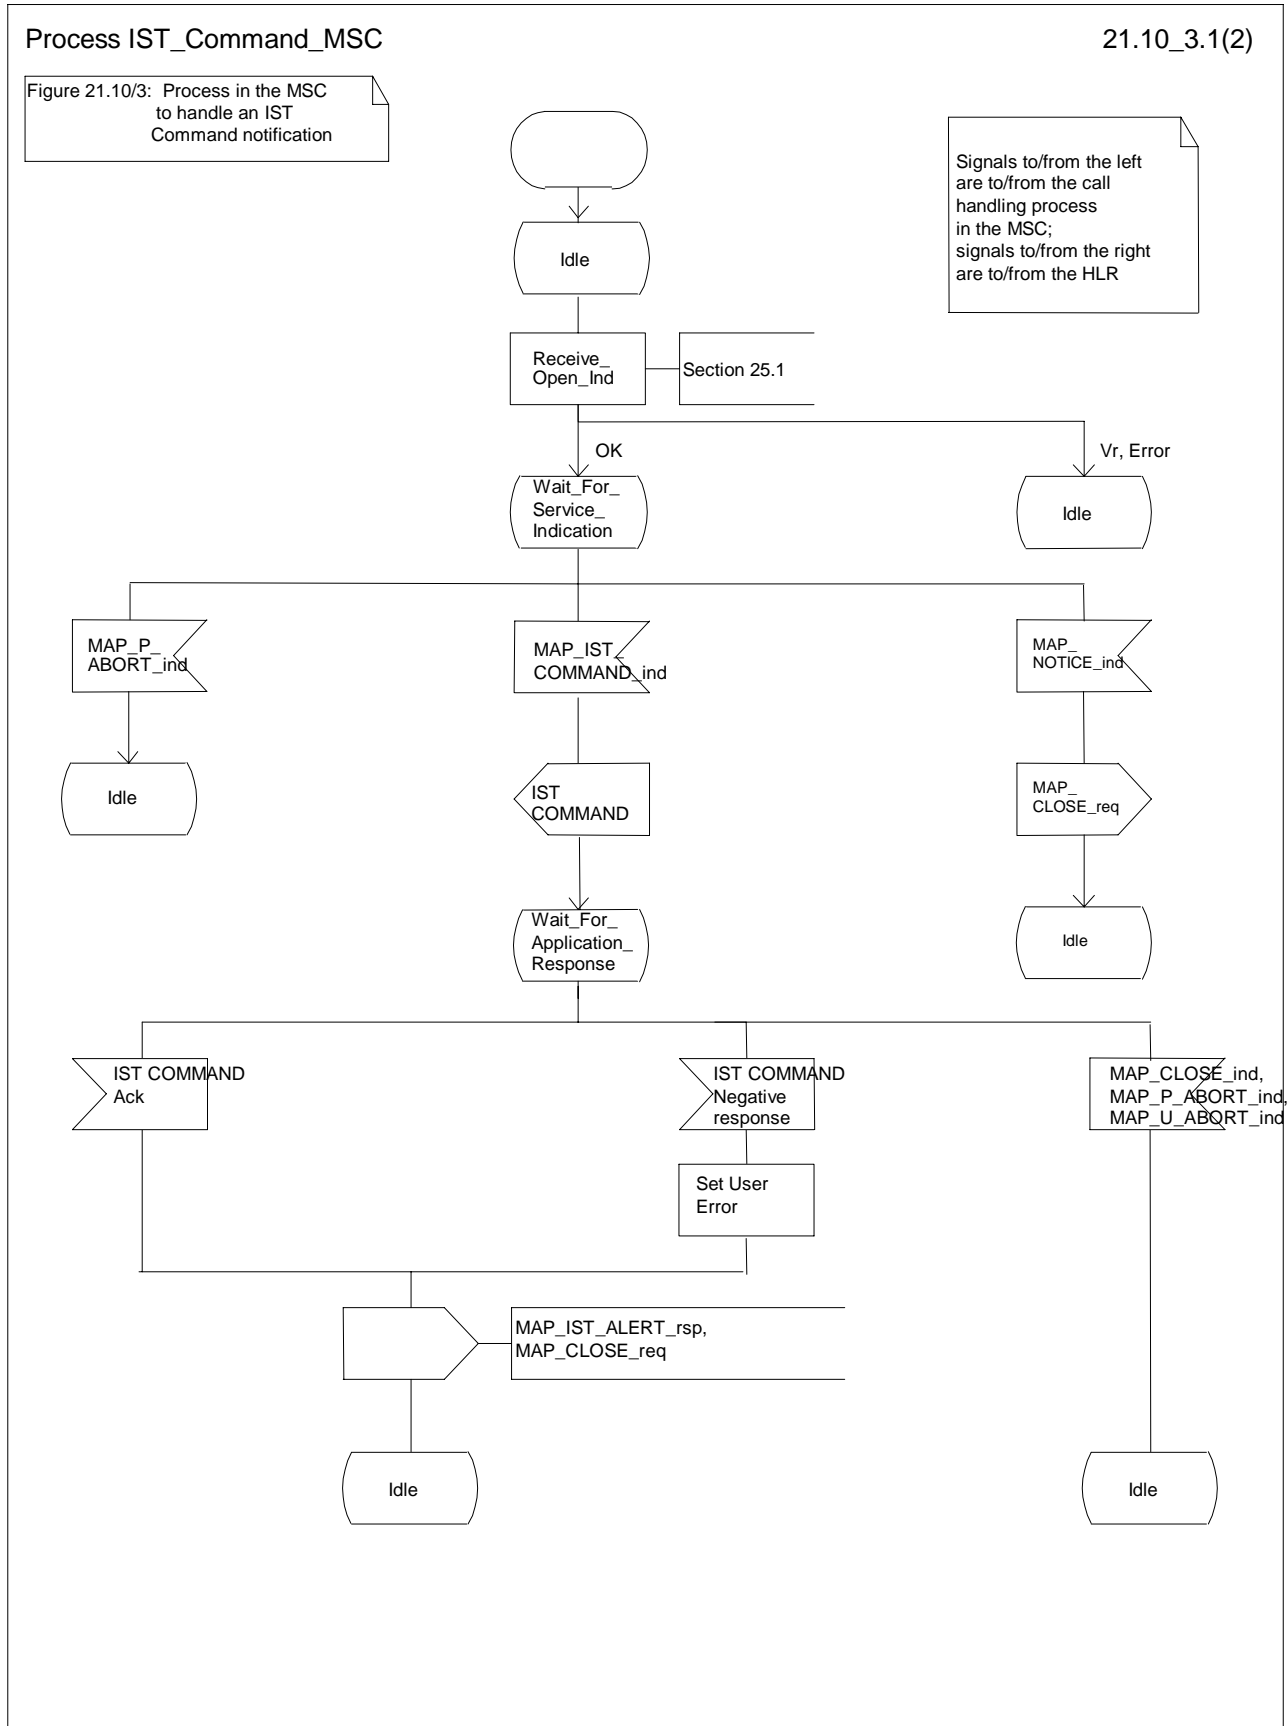 Process IST_Command_MSC
21.10_3.1(2)
Figure 21.10/3: Process in the MSC
to handle an IST
Command notification
Signals to/from the left
are to/from the call
handling process
in the MSC;
signals to/from the right
are to/from the HLR
Idle
Receive_
Open_Ind
Section 25.1
OK
Vr, Error
Wait_For_
Service_
Indication
Idle
MAP_P_
ABORT_ind
MAP_IST_
COMMAND_ind
MAP_
NOTICE_ind
Idle
IST
COMMAND
MAP_
CLOSE_req
Wait_For_
Application_
Response
Idle
IST COMMAND
Ack
IST COMMAND
Negative
response
MAP_CLOSE_ind,
MAP_P_ABORT_ind,
MAP_U_ABORT_ind
Set User
Error
MAP_IST_ALERT_rsp,
MAP_CLOSE_req
Idle
Idle